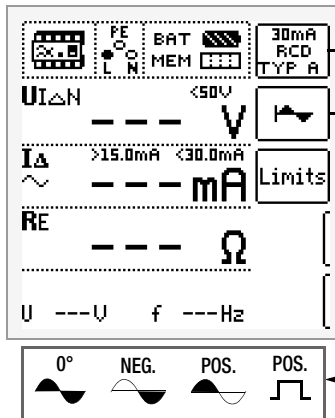 PE
L N
BAT
MEM
30mA
RCD
TYP A
UI△N <50V
--- V
I△ >15.0mA <30.0mA
~ --- mA
Limits
RE
--- Ω
U ---V f ---Hz
0° NEG. POS. POS.